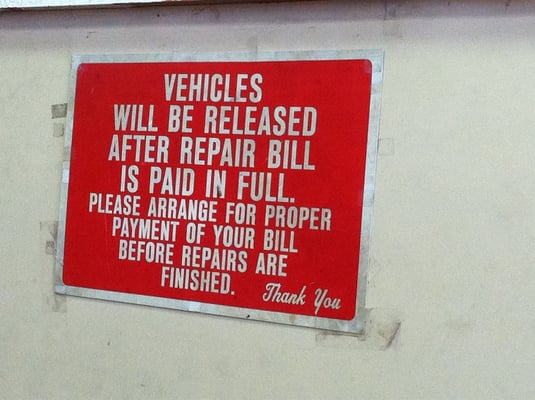 VEHICLES
WILL BE RELEASED
AFTER REPAIR BILL
IS PAID IN FULL.
PLEASE ARRANGE FOR PROPER
PAYMENT OF YOUR BILL
BEFORE REPAIRS ARE
FINISHED.
Thank You